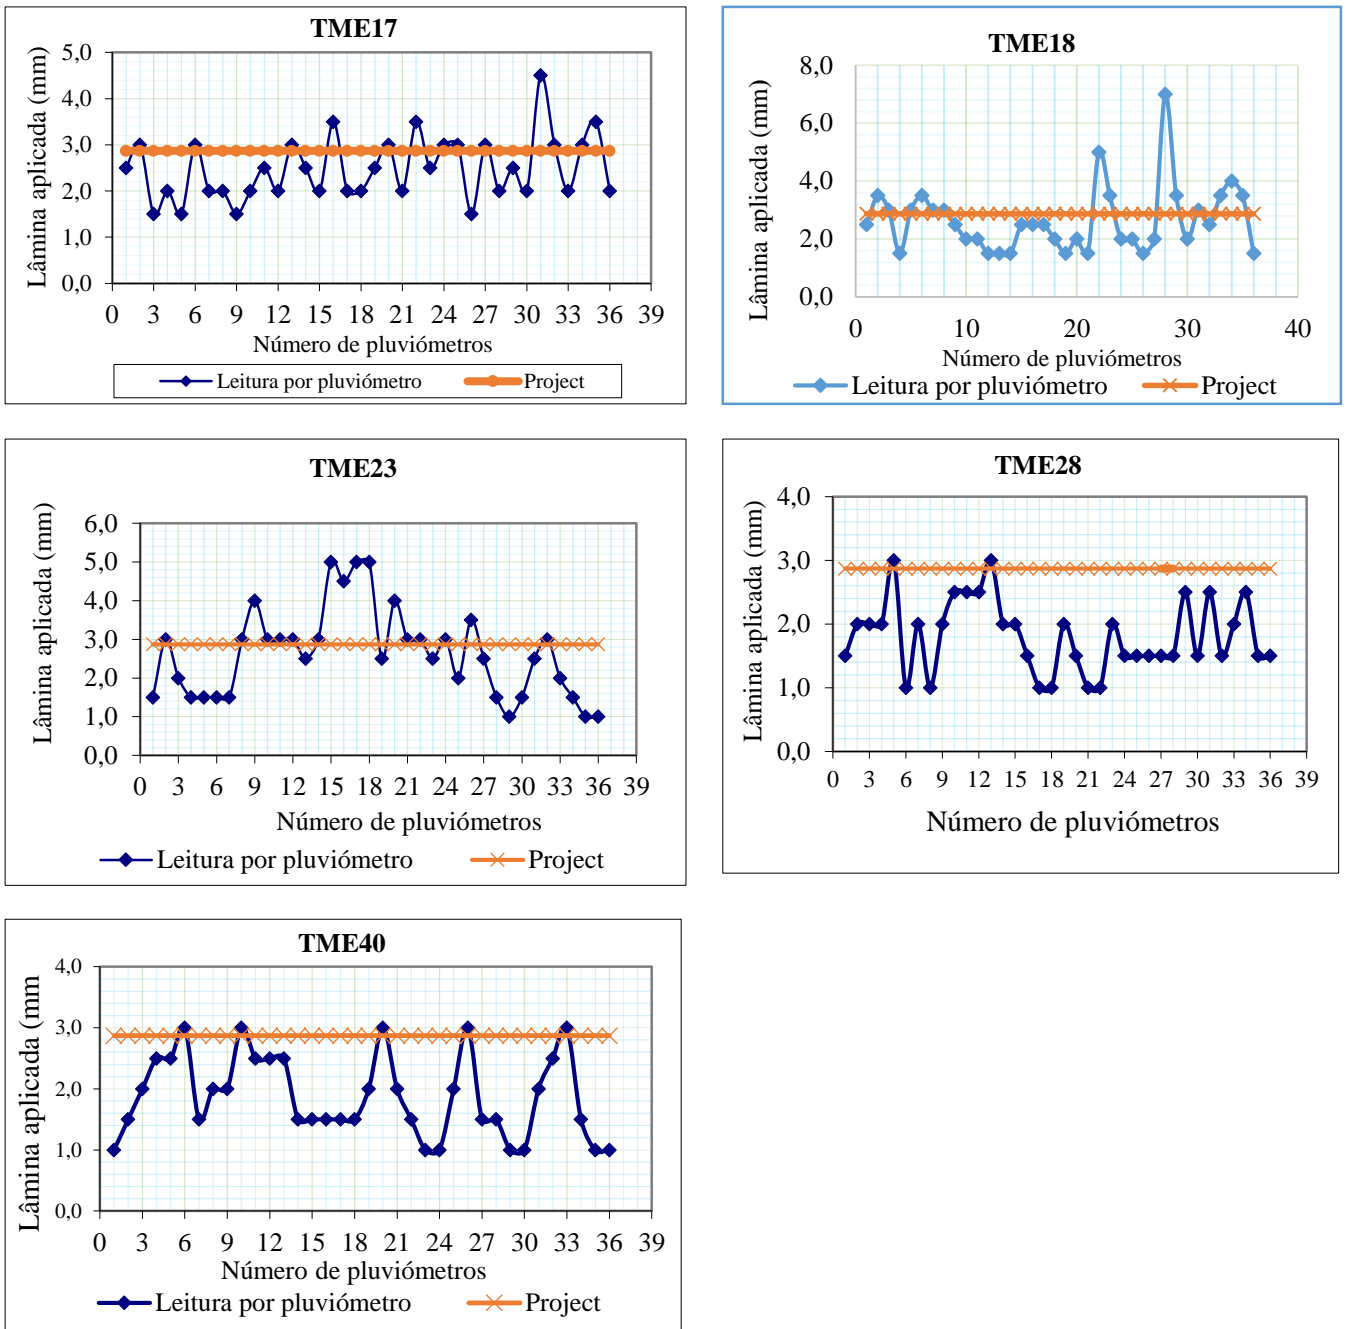 TME17
Lâmina aplicada (mm)
5,0
4,0
3,0
2,0
1,0
0,0
0 3 6 9 12 15 18 21 24 27 30 33 36 39
Número de pluviómetros
Leitura por pluviómetro Project
TME18
Lâmina aplicada (mm)
8,0
6,0
4,0
2,0
0,0
0 10 20 30 40
Número de pluviómetros
Leitura por pluviómetro Project
TME23
Lâmina aplicada (mm)
6,0
5,0
4,0
3,0
2,0
1,0
0,0
0 3 6 9 12 15 18 21 24 27 30 33 36 39
Número de pluviómetros
Leitura por pluviómetro Project
TME28
Lâmina aplicada (mm)
4,0
3,0
2,0
1,0
0,0
0 3 6 9 12 15 18 21 24 27 30 33 36 39
Número de pluviómetros
Leitura por pluviómetro Project
TME40
Lâmina aplicada (mm
4,0
3,0
2,0
1,0
0,0
0 3 6 9 12 15 18 21 24 27 30 33 36 39
Número de pluviómetros
Leitura por pluviómetro Project